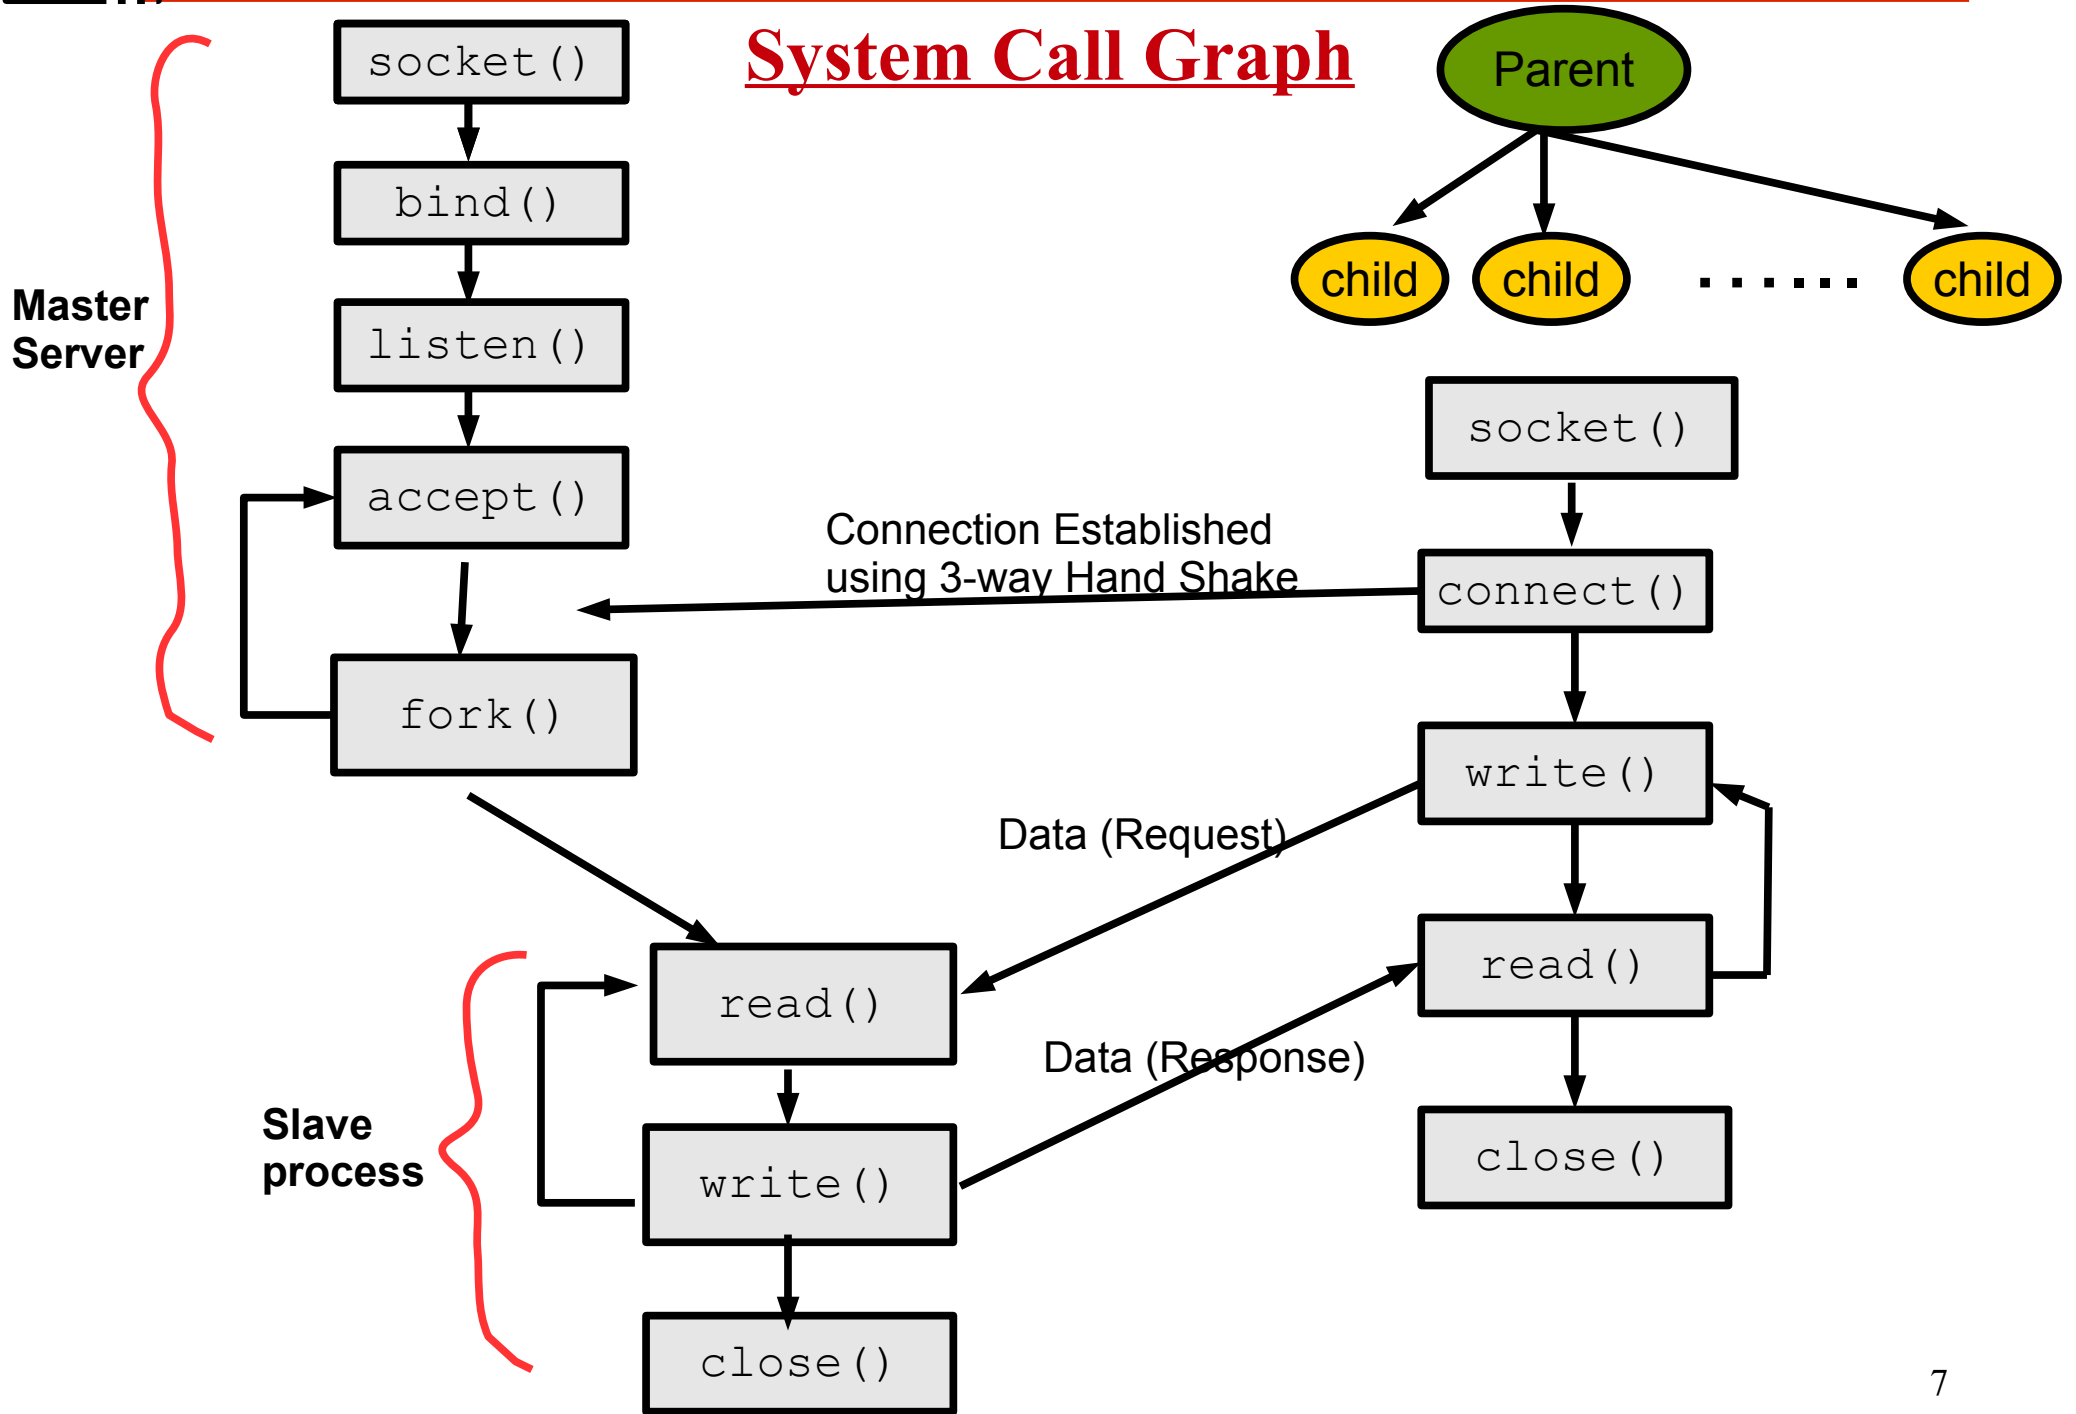 System Call Graph
socket()
bind()
listen()
accept()
fork()
Master
Server
Parent
child
child
.......
child
socket()
connect()
write()
read()
close()
Connection Established
using 3-way Hand Shake
Data (Request)
Data (Response)
read()
write()
close()
Slave
process
7